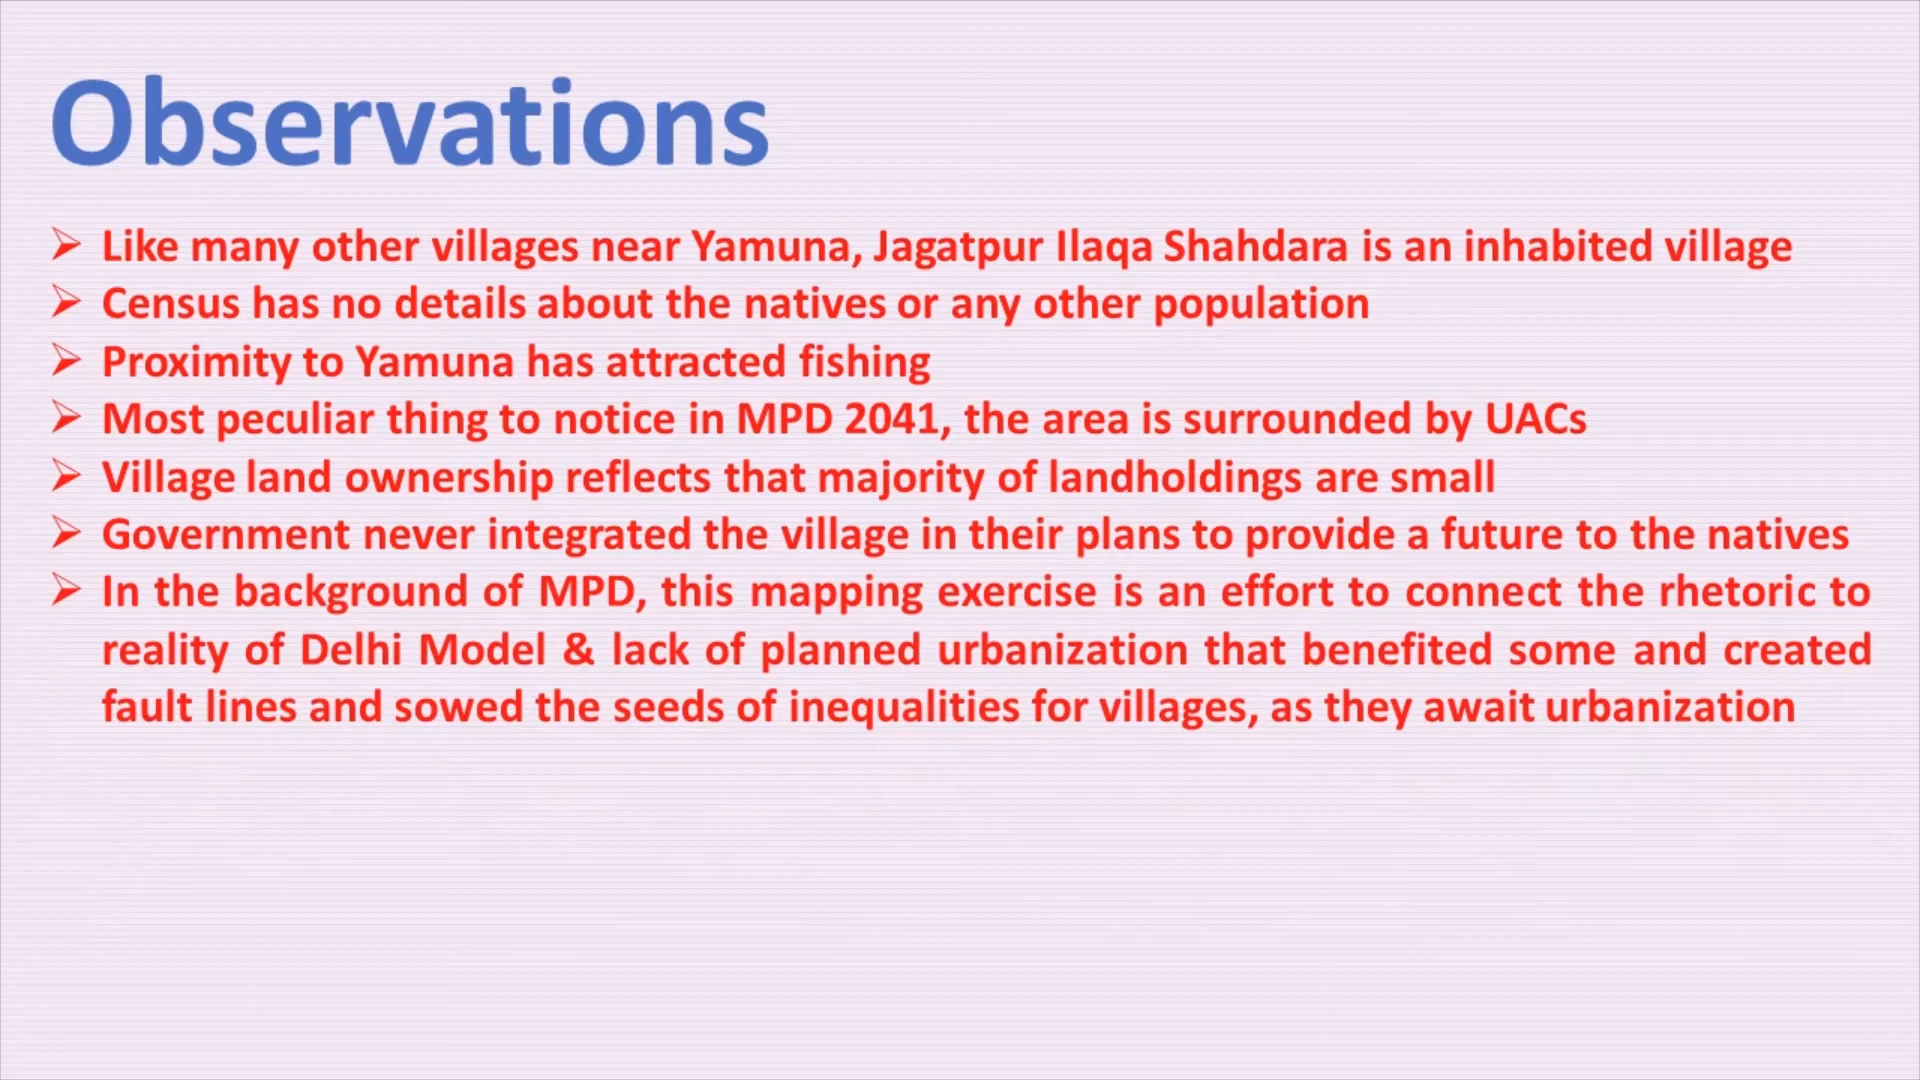 Observations
Like many other villages near Yamuna, Jagatpur Ilaqa Shahdara is an inhabited village
Census has no details about the natives or any other population
Proximity to Yamuna has attracted fishing
Most peculiar thing to notice in MPD 2041, the area is surrounded by UACs
Village land ownership reflects that majority of landholdings are small
Government never integrated the village in their plans to provide a future to the natives
In the background of MPD, this mapping exercise is an effort to connect the rhetoric to
reality of Delhi Model & lack of planned urbanization that benefited some and created
fault lines and sowed the seeds of inequalities for villages, as they await urbanization